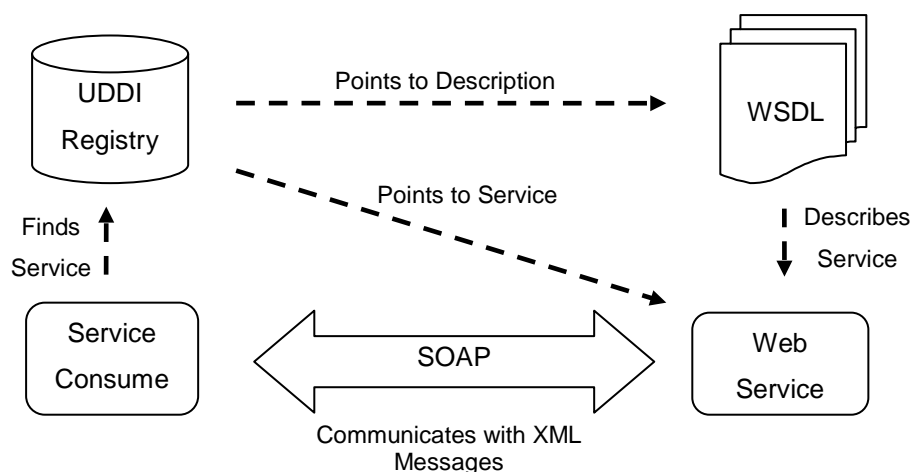 UDDI
Registry
Points to Description
WSDL
Points to Service
Finds
Service
Describes
Service
Service
Consume
SOAP
Web
Service
Communicates with XML
Messages